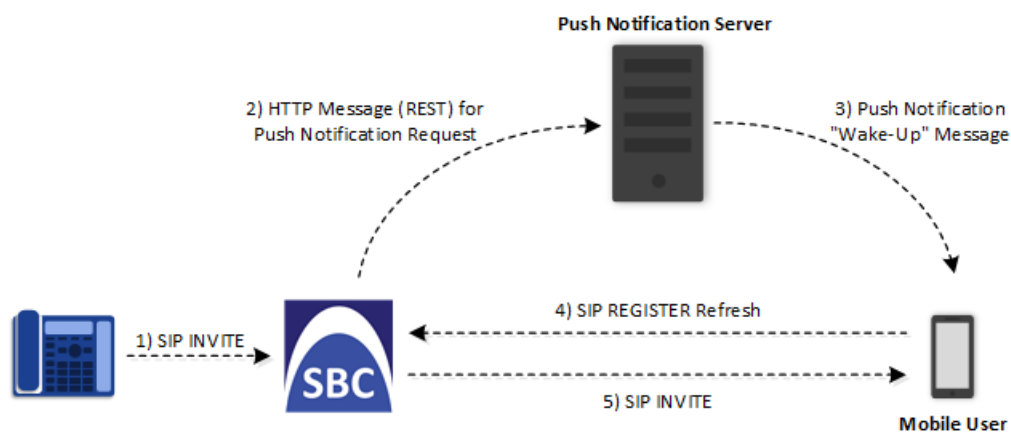 Push Notification Server
2) HTTP Message (REST) for
Push Notification Request
3) Push Notification
"Wake-Up" Message
1) SIP INVITE
SBC
4) SIP REGISTER Refresh
5) SIP INVITE
Mobile User